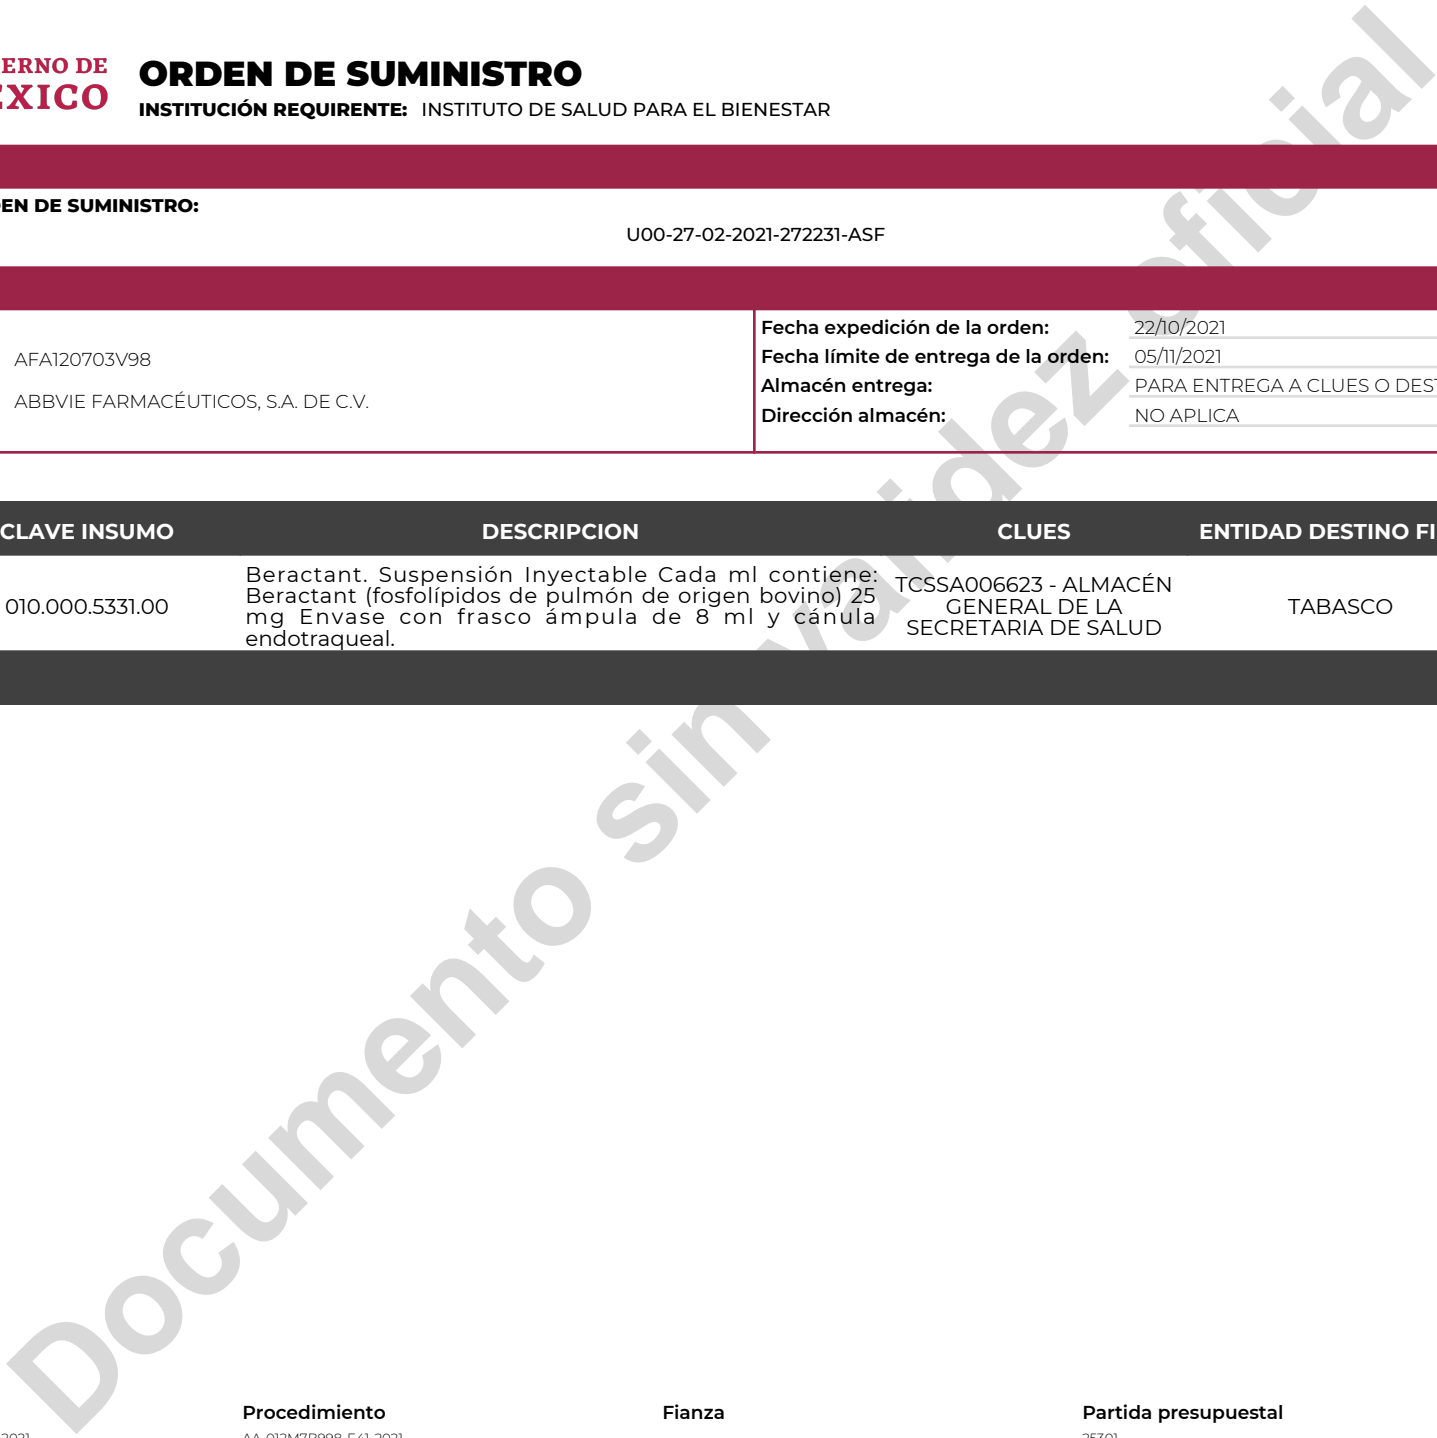 ERNO DE
ORDEN DE SUMINISTRO
INSTITUCIÓN REQUIRENTE: INSTITUTO DE SALUD PARA EL BIENESTAR
EN DE SUMINISTRO:
U00-27-02-2021-272231-ASF
AFA120703V98
ABBVIE FARMACÉUTICOS, S.A. DE C.V.
Fecha expedición de la orden: 22/10/2021
Fecha límite de entrega de la orden: 05/11/2021
Almacén entrega: PARA ENTREGA A CLUES O DEST
Dirección almacén: NO APLICA
CLAVE INSUMO DESCRIPCION CLUES ENTIDAD DESTINO FI
010.000.5331.00
Beractant. Suspensión Inyectable Cada ml contiene:
Beractant (fosfolípidos de pulmón de origen bovino) 25
mg Envase con frasco ámpula de 8 ml y cánula
endotraqueal.
TCSSA006623 - ALMACÉN
GENERAL DE LA
SECRETARIA DE SALUD
TABASCO
Documento sin validez oficial
Procedimiento Fianza Partida presupuestal